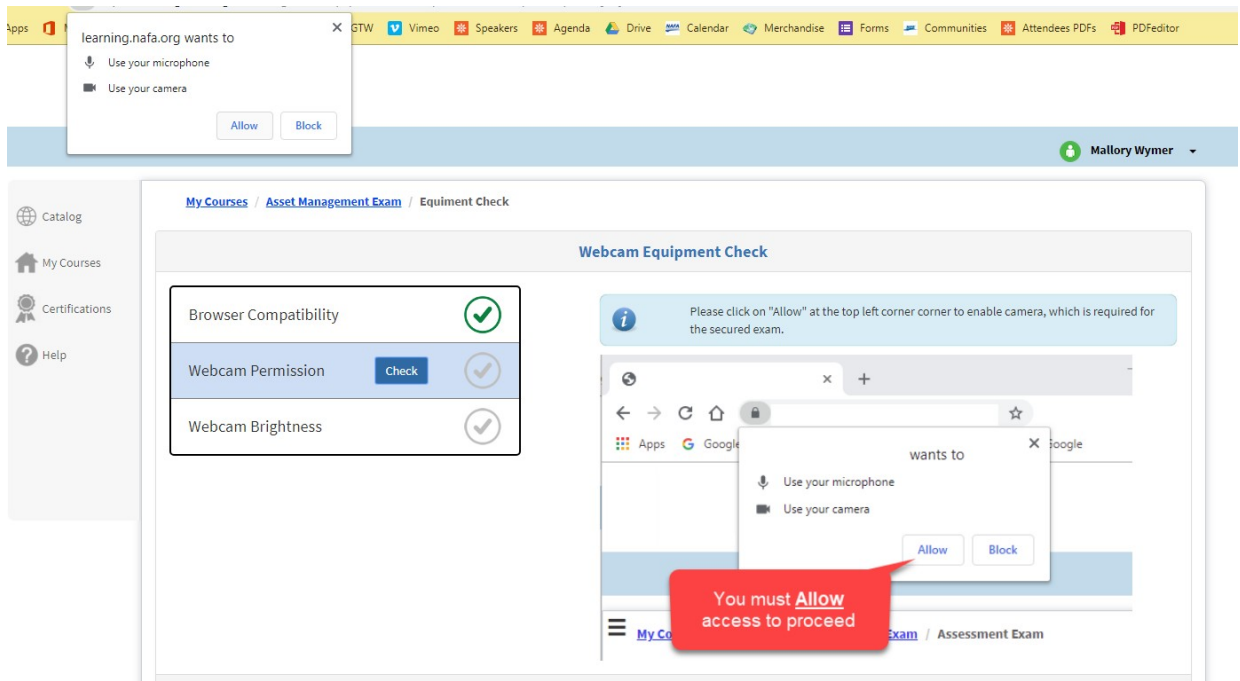 Apps
GTW Vimeo Speakers Agenda Drive Calendar Merchandise Forms Communities Attendees PDFs PDFeditor
learning.nafa.org wants to
Use your microphone
Use your camera
Allow Block
Mallory Wymer
Catalog
My Courses
Certifications
Help
My Courses / Asset Management Exam / Equiment Check
Webcam Equipment Check
Browser Compatibility
Webcam Permission Check
Webcam Brightness
Please click on "Allow" at the top left corner corner to enable camera, which is required for
the secured exam.
Apps Google
wants to
Use your microphone
Use your camera
Allow Block
You must Allow
access to proceed
My Co Exam / Assessment Exam